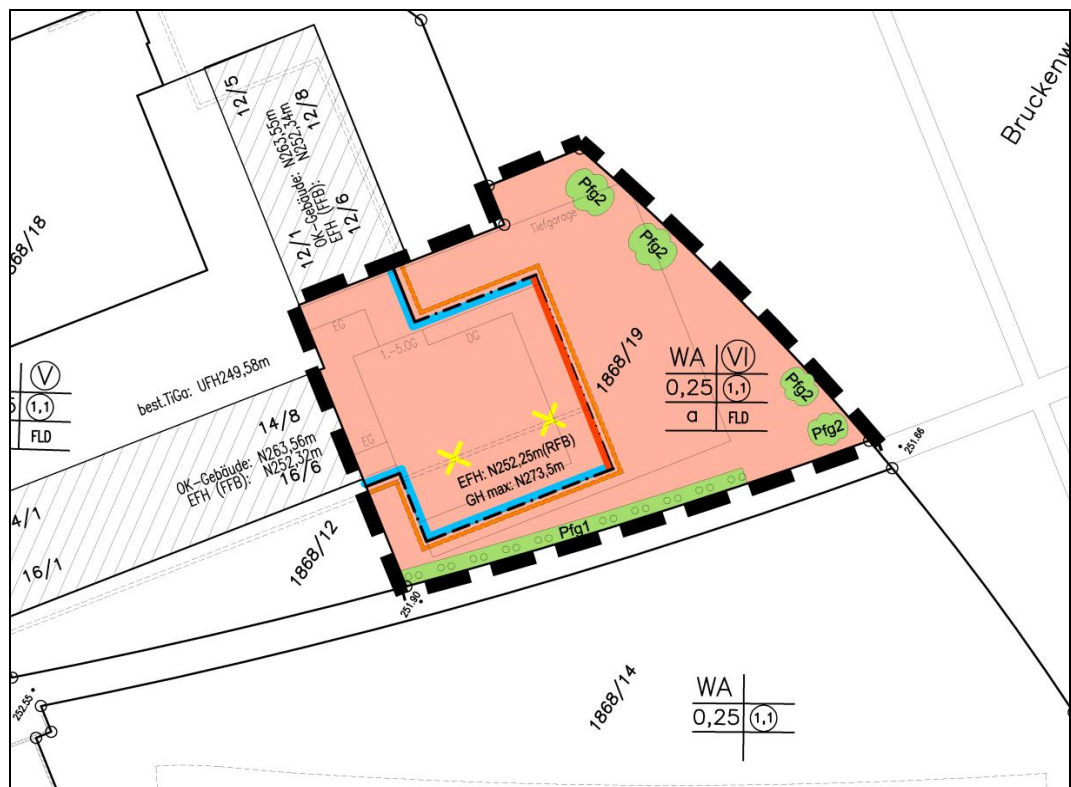 Bruckenw
12/5
12/8
OK-Gebäude: N263,55m
EFH (FFB): N252,34m
12/1
12/6
868/18
Pfg2
Tiefgarage
Pfg2
EG
1.-5.OG
DG
1868/19
WA VI
0,25 1,1
a FLD
V
1,1
FLD
best.TiGa: UFH249,58m
Pfg2
Pfg2
251.66
14/8
OK-Gebäude: N263,56m
EFH (FFB): N252,32m
16/6
EG
EFH: N252,25m(RFB)
GH max: N273,5m
4/1
16/1
1868/12
Pfg1
251.90
252.55
1868/14
WA
0,25 1,1